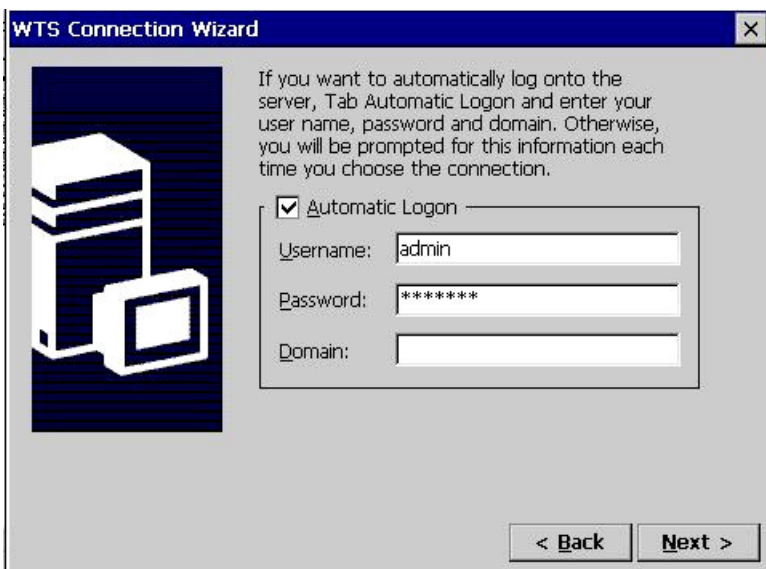 WTS Connection Wizard
If you want to automatically log onto the
server, Tab Automatic Logon and enter your
user name, password and domain. Otherwise,
you will be prompted for this information each
time you choose the connection.
Automatic Logon
Username: admin
Password: *******
Domain:
< Back Next >